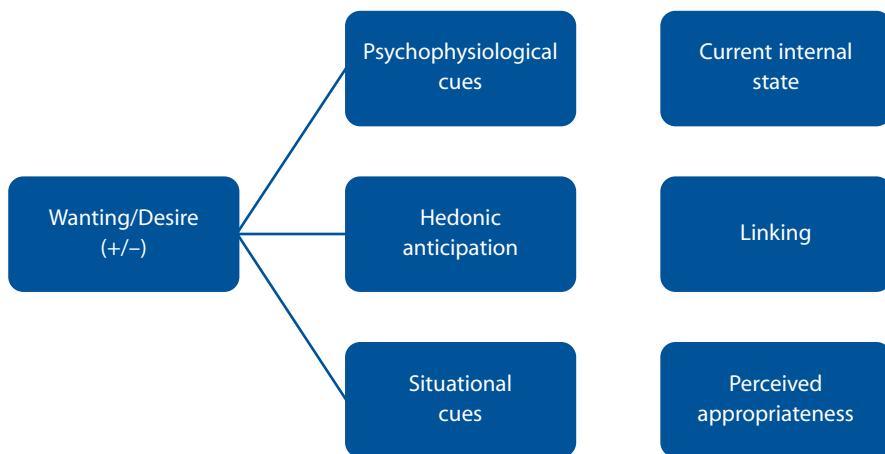 Psychophysiological
cues
Current internal
state
Wanting/Desire
(+/–)
Hedonic
anticipation
Linking
Situational
cues
Perceived
appropriateness